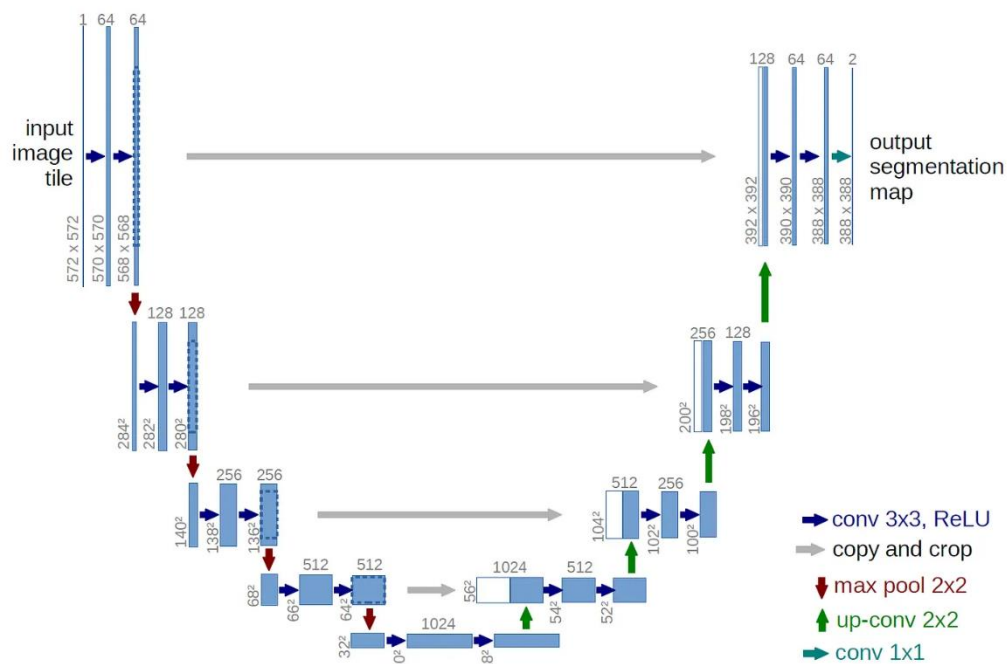 1 64 64
input
image
tile
572 x 572
570 x 570
568 x 568
128 64 64 2
output
segmentation
map
392 x 392
390 x 390
388 x 388
388 x 388
128 128
284²
282²
280²
256 128
200²
198²
196²
256 256
140²
138²
136²
512 256
104²
102²
100²
512 512
68²
66²
64²
1024 512
56²
54²
52²
1024
32²
0²
8²
conv 3x3, ReLU
copy and crop
max pool 2x2
up-conv 2x2
conv 1x1